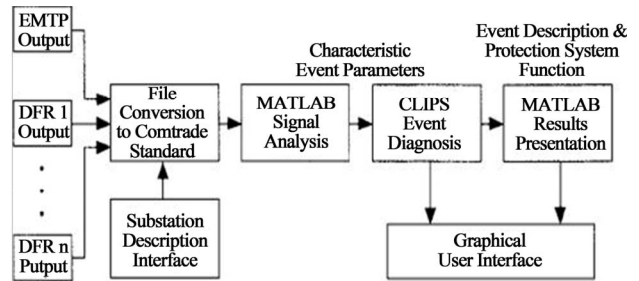 EMTP
Output
DFR 1
Output
DFR n
Putput
File
Conversion
to Comtrade
Standard
Substation
Description
Interface
MATLAB
Signal
Analysis
Characteristic
Event Parameters
CLIPS
Event
Diagnosis
Event Description &
Protection System
Function
MATLAB
Results
Presentation
Graphical
User Interface